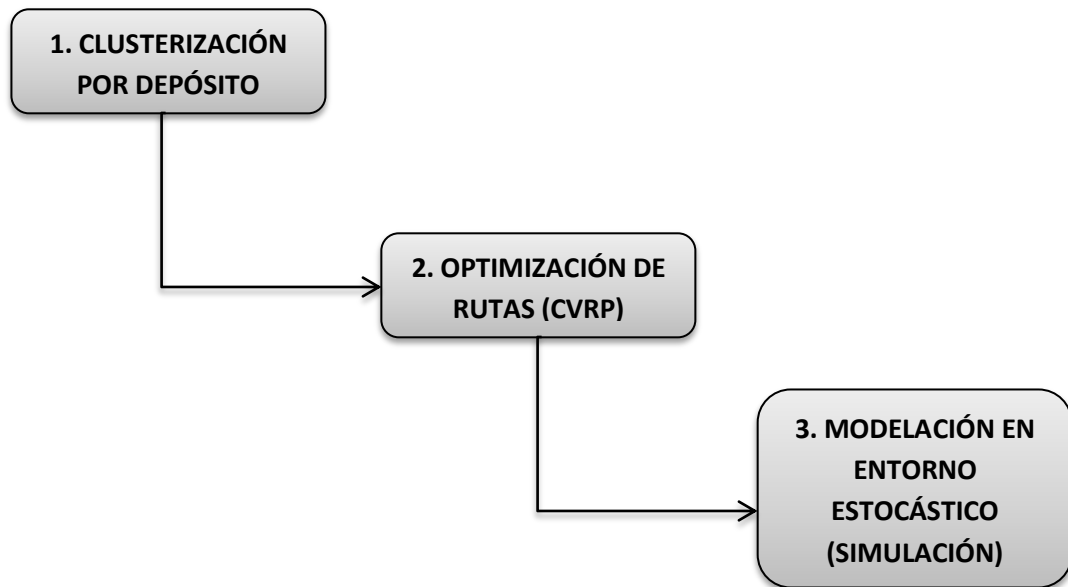 1. CLUSTERIZACIÓN
POR DEPÓSITO
2. OPTIMIZACIÓN DE
RUTAS (CVRP)
3. MODELACIÓN EN
ENTORNO
ESTOCÁSTICO
(SIMULACIÓN)